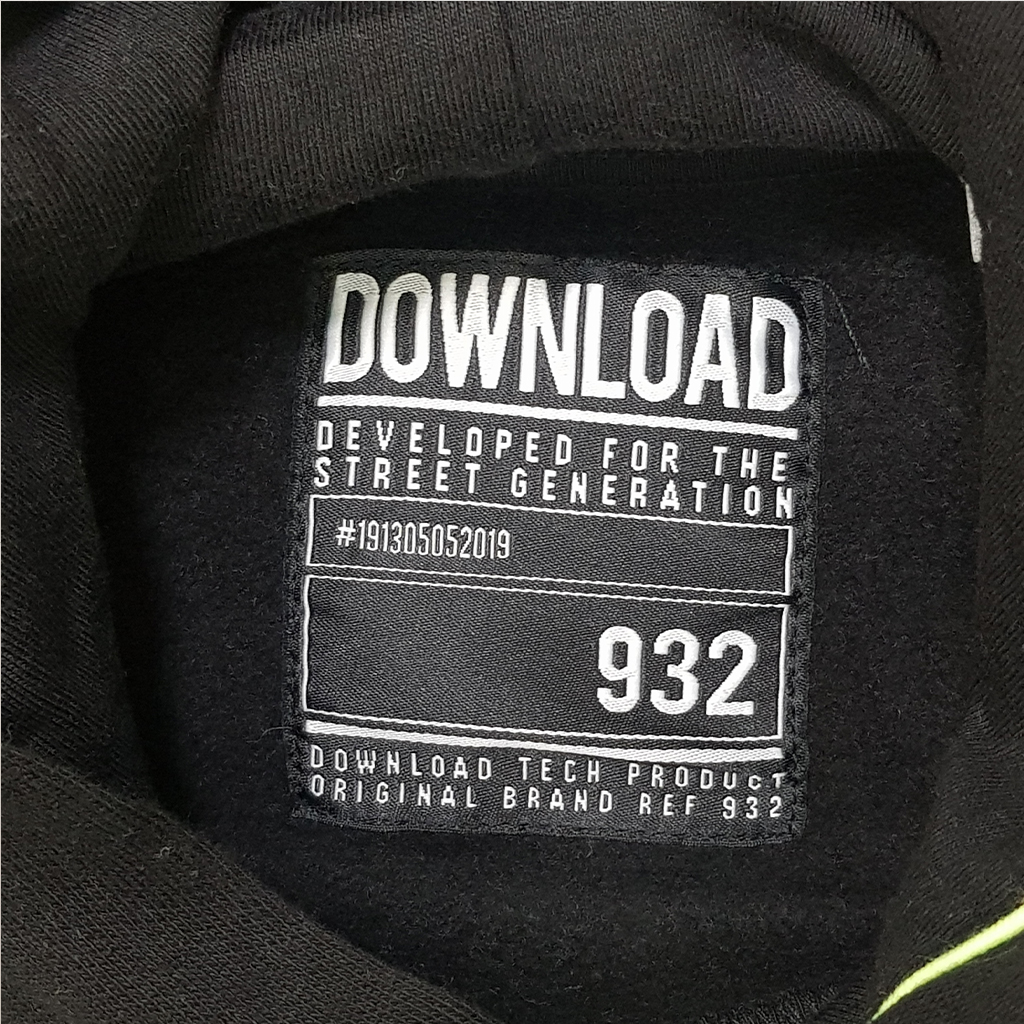 DOWNLOAD
DEVELOPED FOR THE
STREET GENERATION
#191305052019
932
DOWNLOAD TECH PRODUCT
ORIGINAL BRAND REF 932